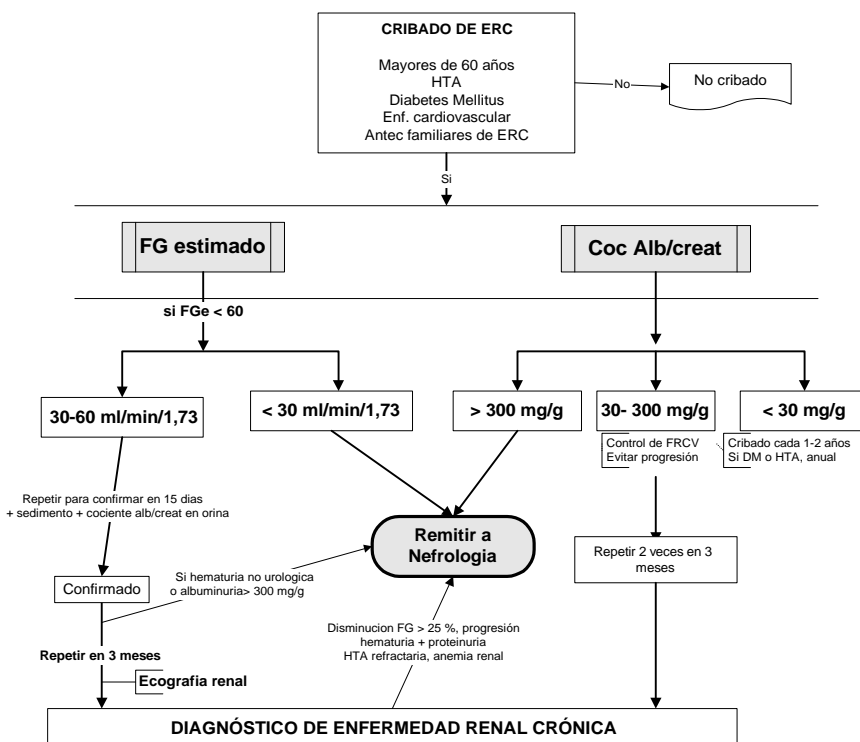 CRIBADO DE ERC
Mayores de 60 años
HTA
Diabetes Mellitus
Enf. cardiovascular
Antec familiares de ERC
No
No cribado
Si
FG estimado
Coc Alb/creat
si FGe < 60
30-60 ml/min/1,73
< 30 ml/min/1,73
> 300 mg/g
30- 300 mg/g
< 30 mg/g
Control de FRCV
Evitar progresión
Cribado cada 1-2 años
Si DM o HTA, anual
Repetir para confirmar en 15 dias
+ sedimento + cociente alb/creat en orina
Remitir a
Nefrologia
Repetir 2 veces en 3
meses
Si hematuria no urologica
o albuminuria> 300 mg/g
Confirmado
Disminucion FG > 25 %, progresión
hematuria + proteinuria
HTA refractaria, anemia renal
Repetir en 3 meses
Ecografia renal
DIAGNÓSTICO DE ENFERMEDAD RENAL CRÓNICA